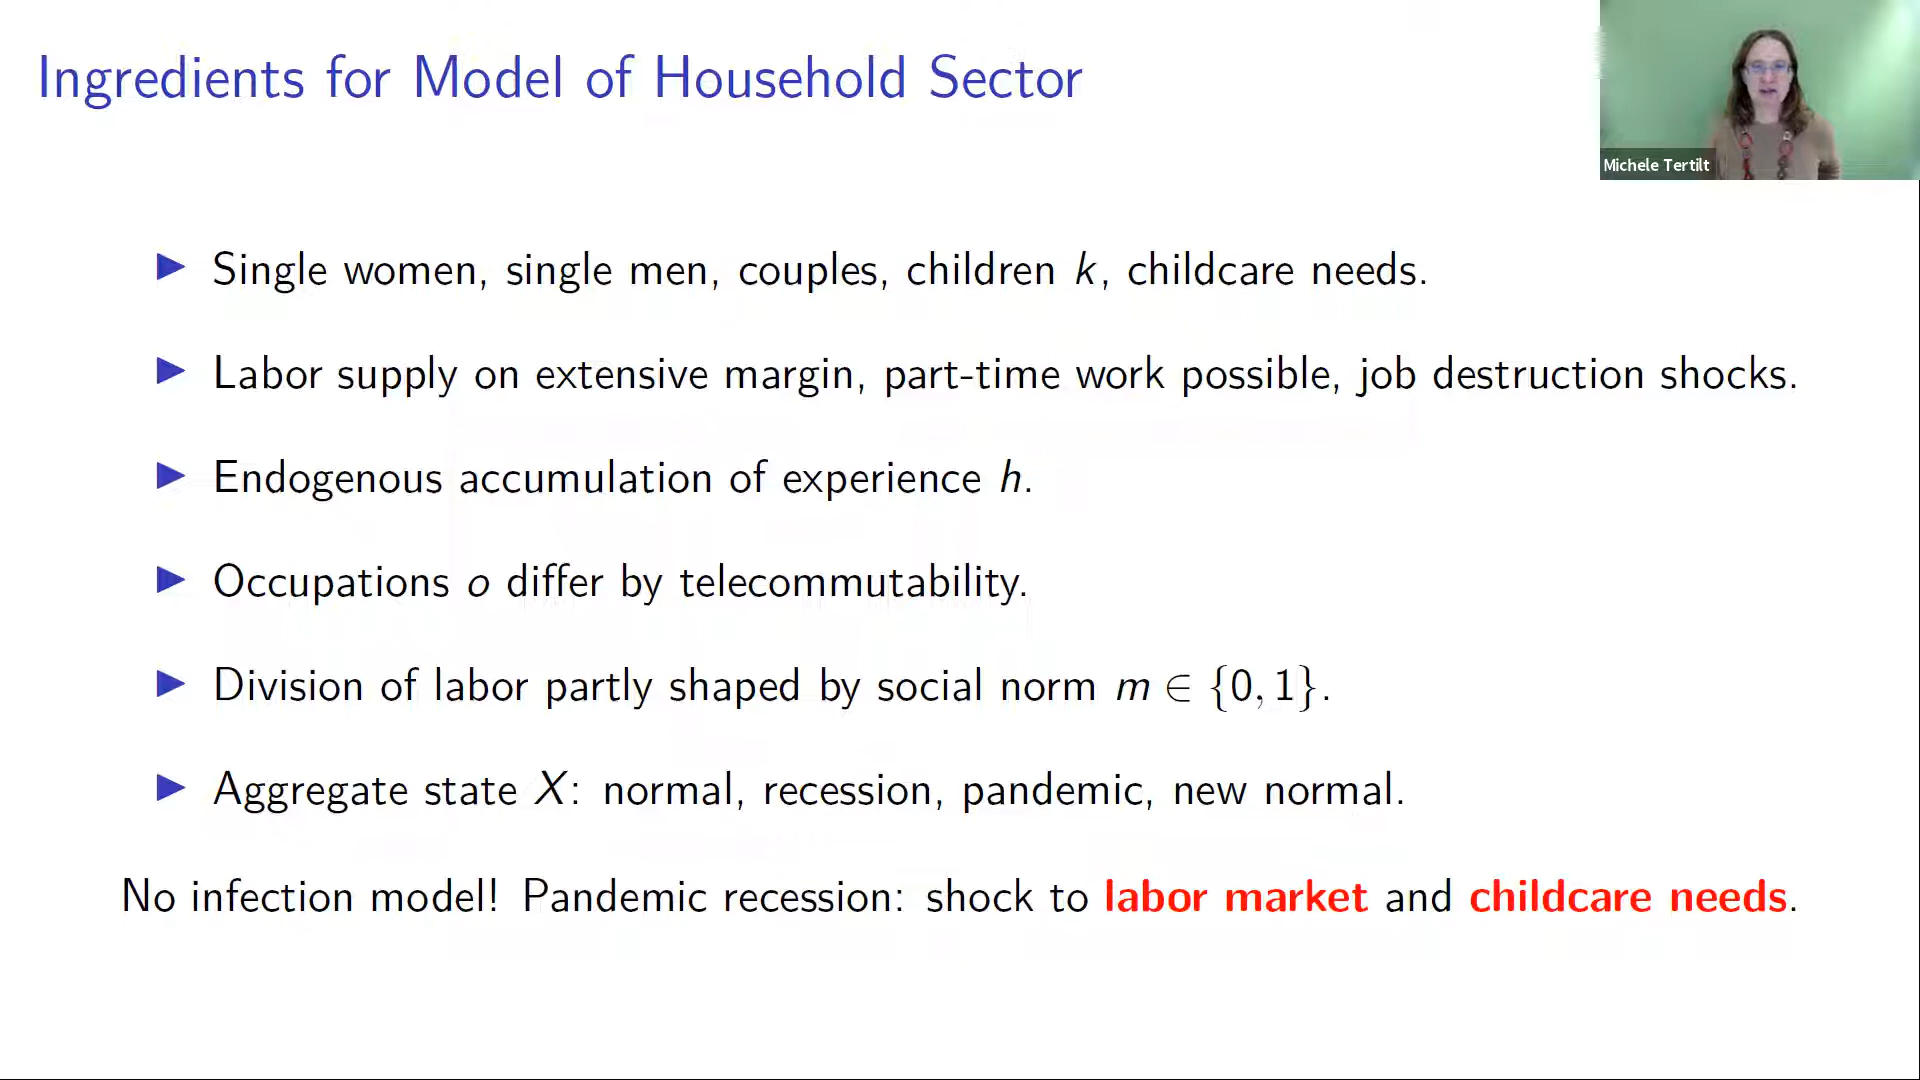 Ingredients for Model of Household Sector
Michele Tertilt
▶ Single women, single men, couples, children k, childcare needs.
▶ Labor supply on extensive margin, part-time work possible, job destruction shocks.
▶ Endogenous accumulation of experience h.
▶ Occupations o differ by telecommutability.
▶ Division of labor partly shaped by social norm m ∈ {0, 1}.
▶ Aggregate state X: normal, recession, pandemic, new normal.
No infection model! Pandemic recession: shock to labor market and childcare needs.